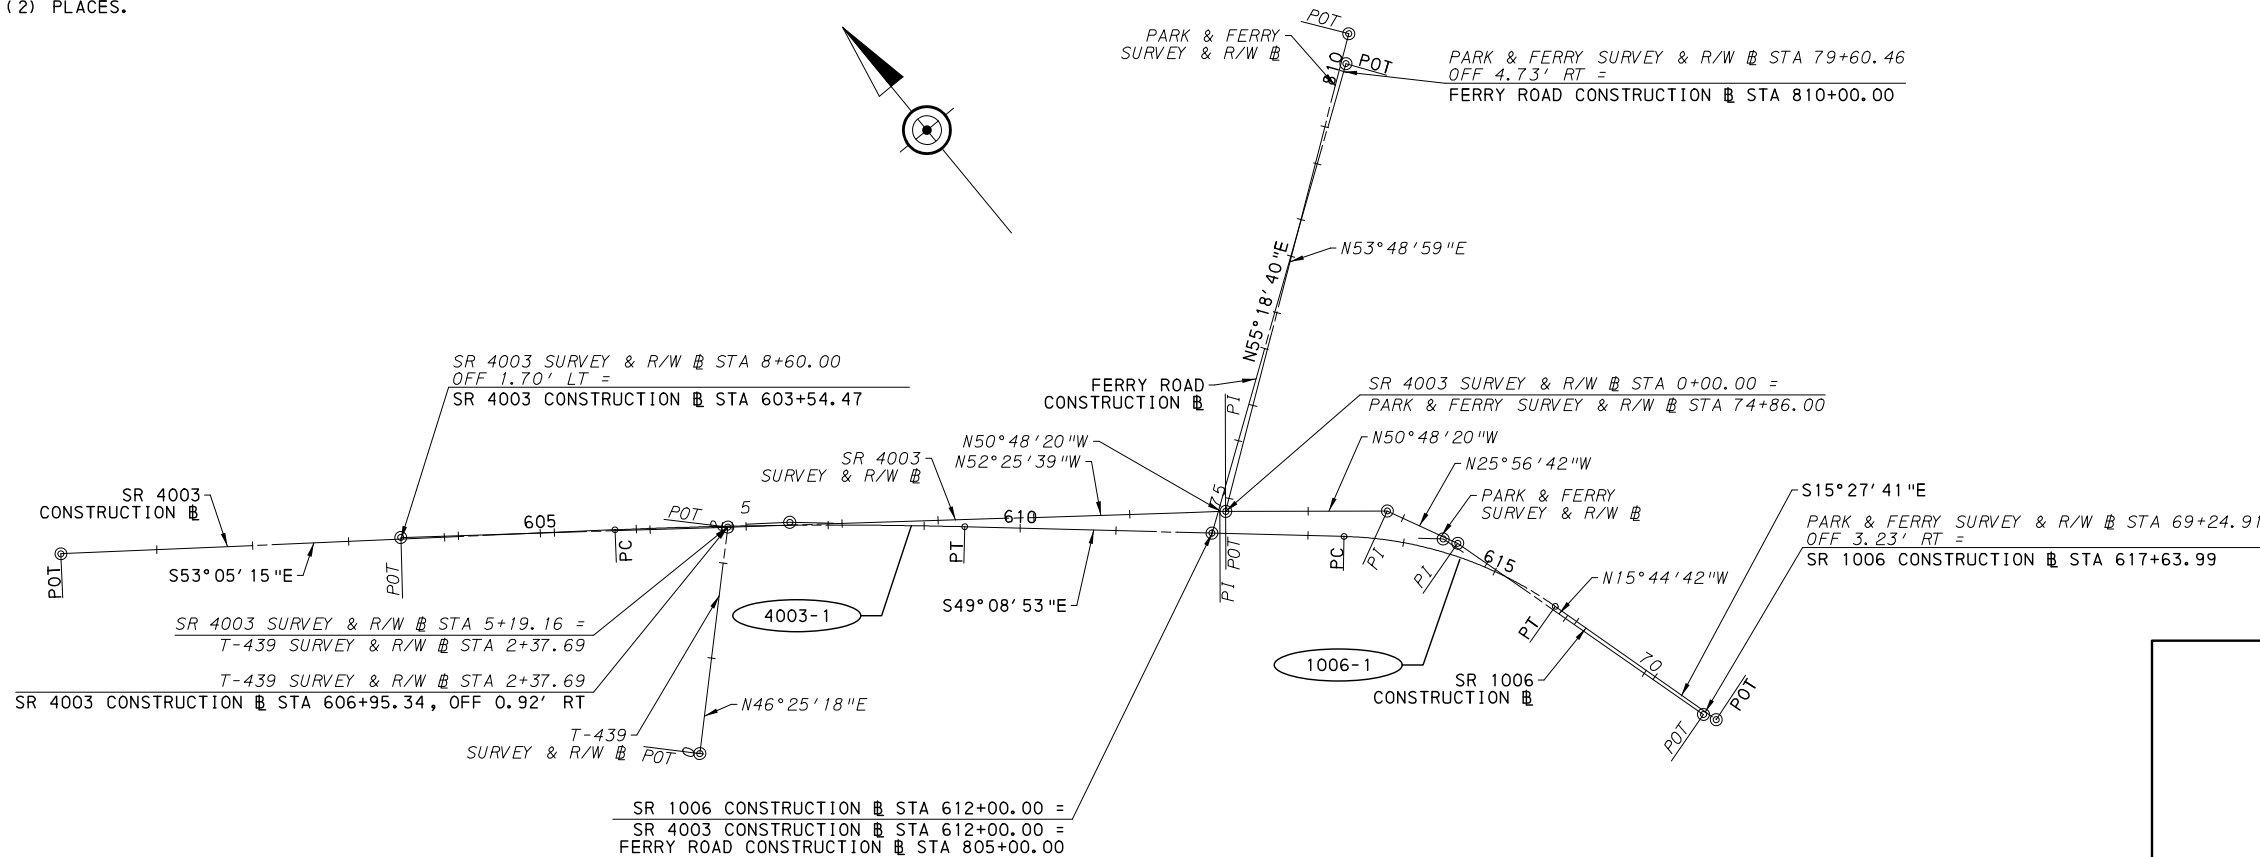 (2) PLACES.
POT
PARK & FERRY
SURVEY & R/W ⅊
810
POT
PARK & FERRY SURVEY & R/W ⅊ STA 79+60.46
OFF 4.73' RT =
FERRY ROAD CONSTRUCTION ⅊ STA 810+00.00
N53°48'59"E
N55°18'40"E
SR 4003 SURVEY & R/W ⅊ STA 8+60.00
OFF 1.70' LT =
SR 4003 CONSTRUCTION ⅊ STA 603+54.47
FERRY ROAD
CONSTRUCTION ⅊
PI
SR 4003 SURVEY & R/W ⅊ STA 0+00.00 =
PARK & FERRY SURVEY & R/W ⅊ STA 74+86.00
N50°48'20"W
N52°25'39"W
SR 4003
SURVEY & R/W ⅊
N50°48'20"W
N25°56'42"W
PARK & FERRY
SURVEY & R/W ⅊
S15°27'41"E
PARK & FERRY SURVEY & R/W ⅊ STA 69+24.91
OFF 3.23' RT =
SR 1006 CONSTRUCTION ⅊ STA 617+63.99
SR 4003
CONSTRUCTION ⅊
605
POT
5
610
75
615
POT
S53°05'15"E
POT
PC
PT
PI
POT
PC
PI
PI
N15°44'42"W
4003-1
S49°08'53"E
SR 4003 SURVEY & R/W ⅊ STA 5+19.16 =
T-439 SURVEY & R/W ⅊ STA 2+37.69
T-439 SURVEY & R/W ⅊ STA 2+37.69
SR 4003 CONSTRUCTION ⅊ STA 606+95.34, OFF 0.92' RT
PT
1006-1
70
SR 1006
CONSTRUCTION ⅊
POT
POT
N46°25'18"E
T-439
SURVEY & R/W ⅊
POT
0
SR 1006 CONSTRUCTION ⅊ STA 612+00.00 =
SR 4003 CONSTRUCTION ⅊ STA 612+00.00 =
FERRY ROAD CONSTRUCTION ⅊ STA 805+00.00